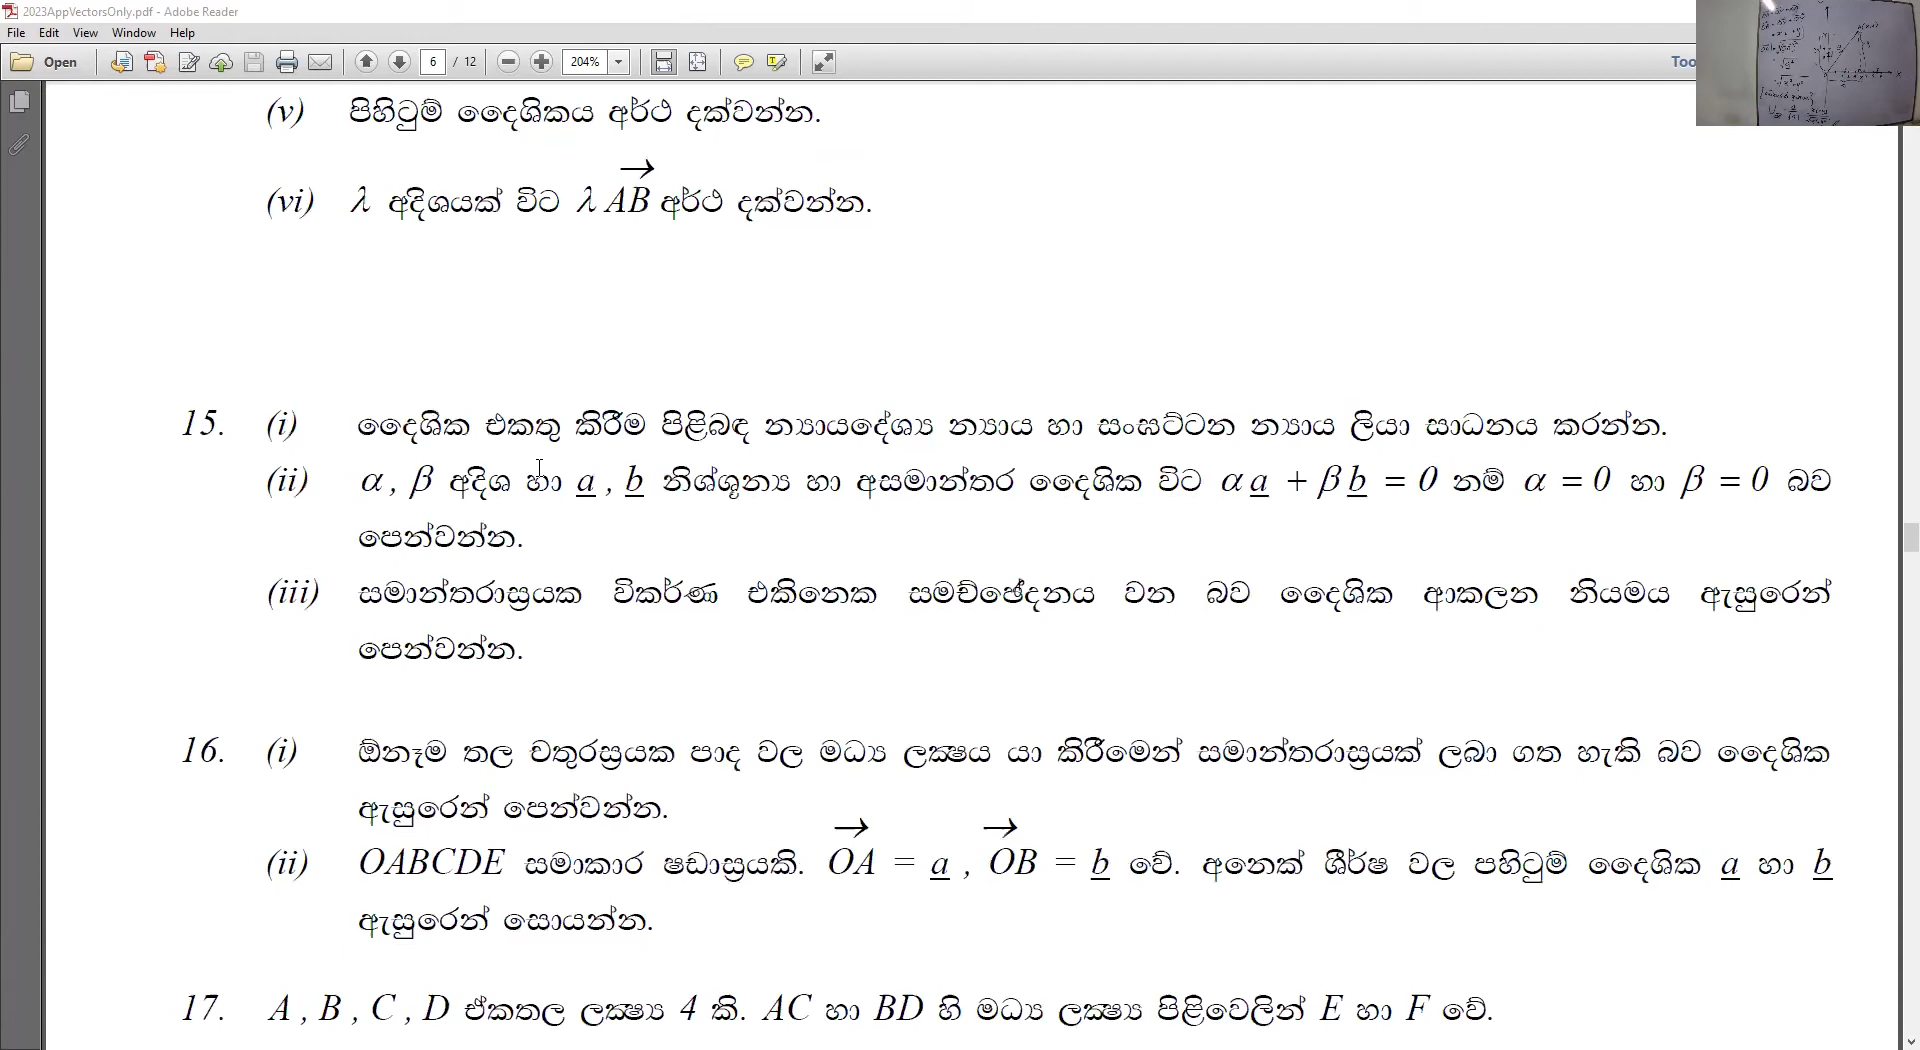 2023AppVectorsOnly.pdf - Adobe Reader
File Edit View Window Help
Open 6 / 12 204% Too
(v) පිහිටුම් දෛශිකය අර්ථ දක්වන්න.
(vi) λ අදිශයක් විට λ AB→ අර්ථ දක්වන්න.
15. (i) දෛශික එකතු කිරීම පිළිබඳ න්‍යායදේශ්‍ය න්‍යාය හා සංඝට්ටන න්‍යාය ලියා සාධනය කරන්න.
(ii) α , β අදිශ හා a , b නිශ්ශූන්‍ය හා අසමාන්තර දෛශික විට α a + β b = 0 නම් α = 0 හා β = 0 බව
පෙන්වන්න.
(iii) සමාන්තරාස්‍රයක විකර්ණ එකිනෙක සමච්ඡේදනය වන බව දෛශික ආකලන නියමය ඇසුරෙන්
පෙන්වන්න.
16. (i) ඕනෑම තල චතුරස්‍රයක පාද වල මධ්‍ය ලක්‍ෂය යා කිරීමෙන් සමාන්තරාස්‍රයක් ලබා ගත හැකි බව දෛශික
ඇසුරෙන් පෙන්වන්න.
(ii) OABCDE සමාකාර ෂඩාස්‍රයකි. OA→ = a , OB→ = b වේ. අනෙක් ශීර්ෂ වල පහිටුම් දෛශික a හා b
ඇසුරෙන් සොයන්න.
17. A , B , C , D ඒකතල ලක්‍ෂ්‍ය 4 කි. AC හා BD හි මධ්‍ය ලක්‍ෂ්‍ය පිළිවෙලින් E හා F වේ.